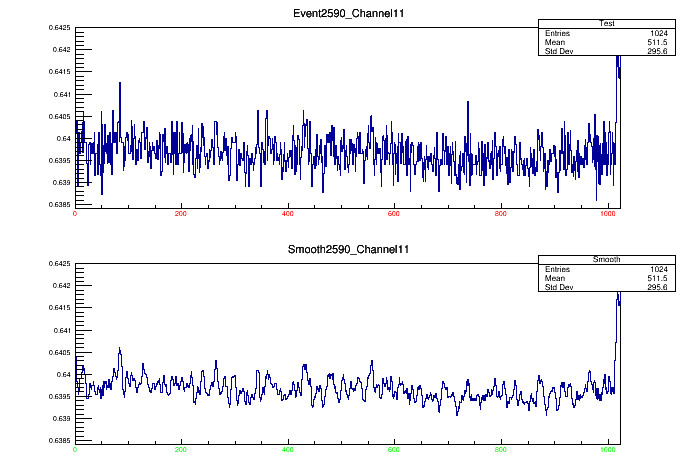 Event2590_Channel11
Test
Entries 1024
Mean 511.5
Std Dev 295.6
0.6425
0.642
0.6415
0.641
0.6405
0.64
0.6395
0.639
0.6385
0 200 400 600 800 1000
Smooth2590_Channel11
Smooth
Entries 1024
Mean 511.5
Std Dev 295.6
0.6425
0.642
0.6415
0.641
0.6405
0.64
0.6395
0.639
0.6385
0 200 400 600 800 1000